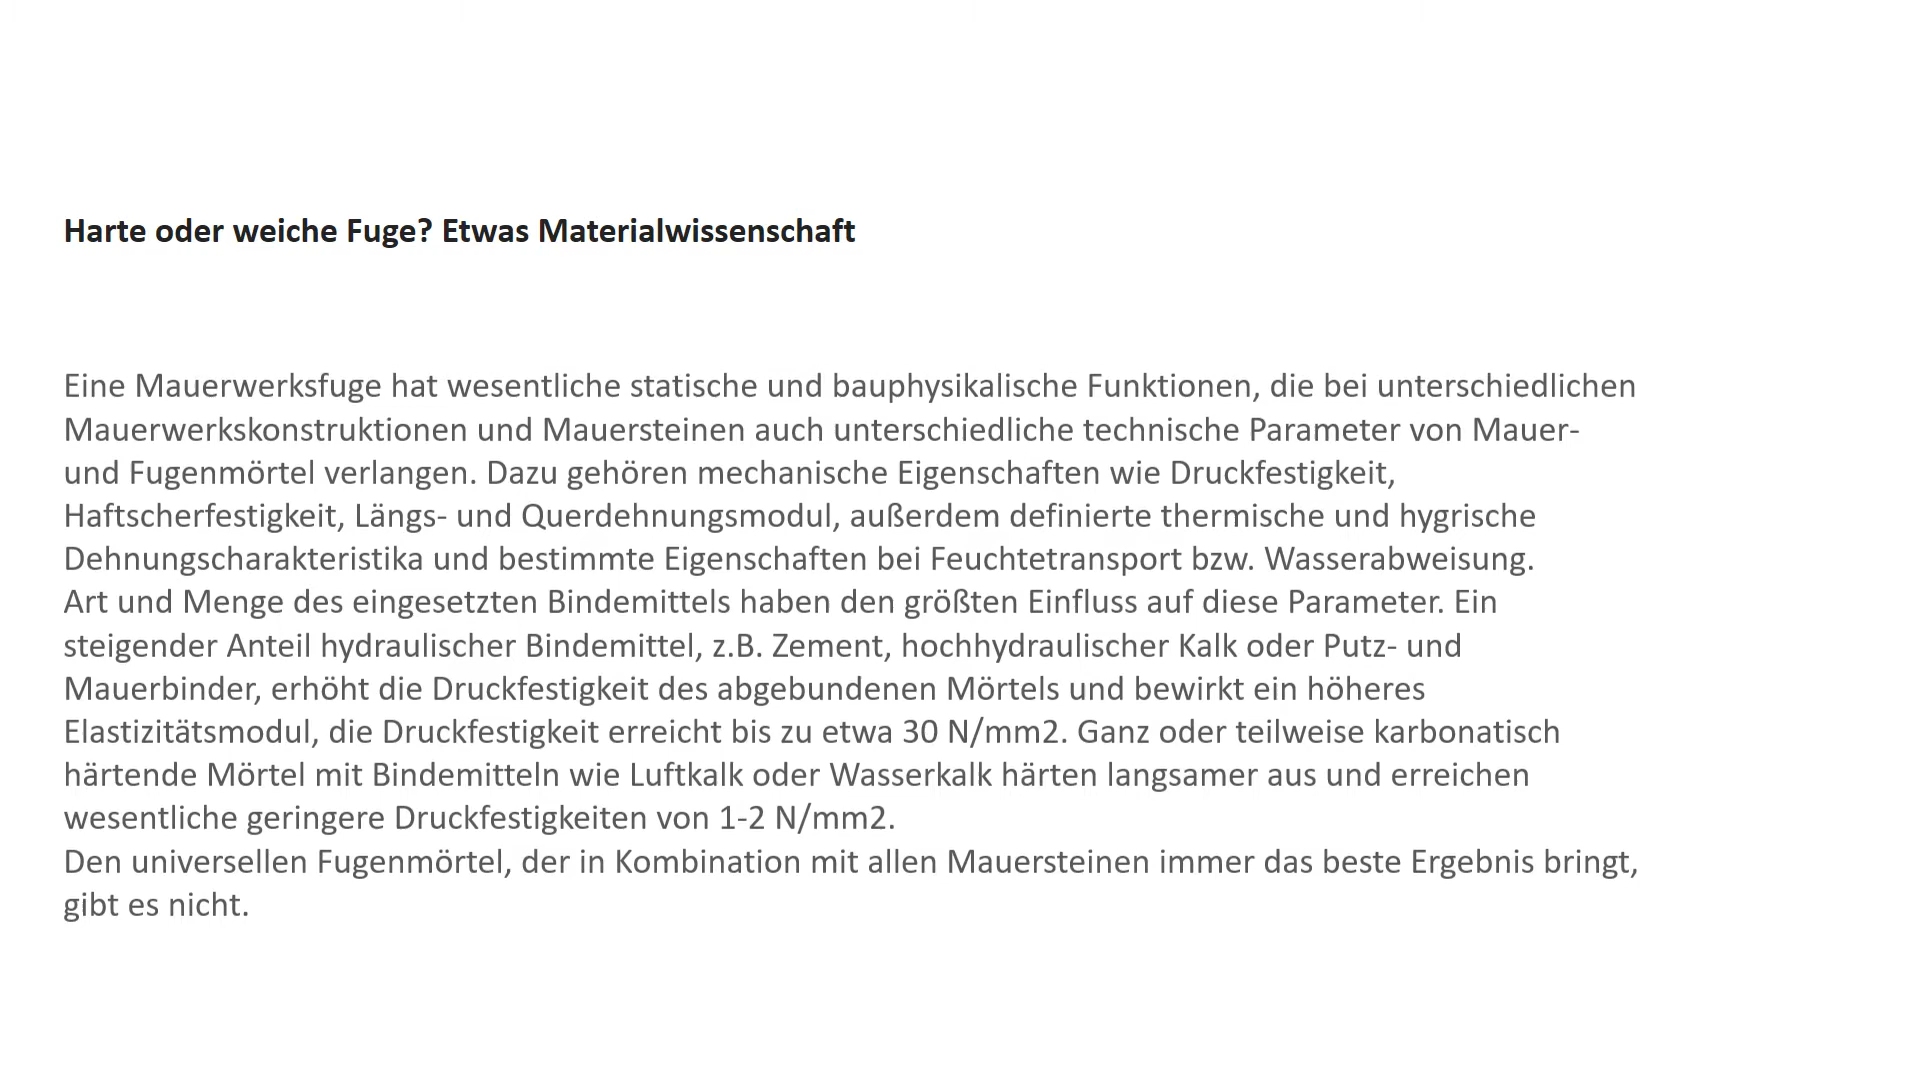 Harte oder weiche Fuge? Etwas Materialwissenschaft
Eine Mauerwerksfuge hat wesentliche statische und bauphysikalische Funktionen, die bei unterschiedlichen
Mauerwerkskonstruktionen und Mauersteinen auch unterschiedliche technische Parameter von Mauer-
und Fugenmörtel verlangen. Dazu gehören mechanische Eigenschaften wie Druckfestigkeit,
Haftscherfestigkeit, Längs- und Querdehnungsmodul, außerdem definierte thermische und hygrische
Dehnungscharakteristika und bestimmte Eigenschaften bei Feuchtetransport bzw. Wasserabweisung.
Art und Menge des eingesetzten Bindemittels haben den größten Einfluss auf diese Parameter. Ein
steigender Anteil hydraulischer Bindemittel, z.B. Zement, hochhydraulischer Kalk oder Putz- und
Mauerbinder, erhöht die Druckfestigkeit des abgebundenen Mörtels und bewirkt ein höheres
Elastizitätsmodul, die Druckfestigkeit erreicht bis zu etwa 30 N/mm2. Ganz oder teilweise karbonatisch
härtende Mörtel mit Bindemitteln wie Luftkalk oder Wasserkalk härten langsamer aus und erreichen
wesentliche geringere Druckfestigkeiten von 1-2 N/mm2.
Den universellen Fugenmörtel, der in Kombination mit allen Mauersteinen immer das beste Ergebnis bringt,
gibt es nicht.